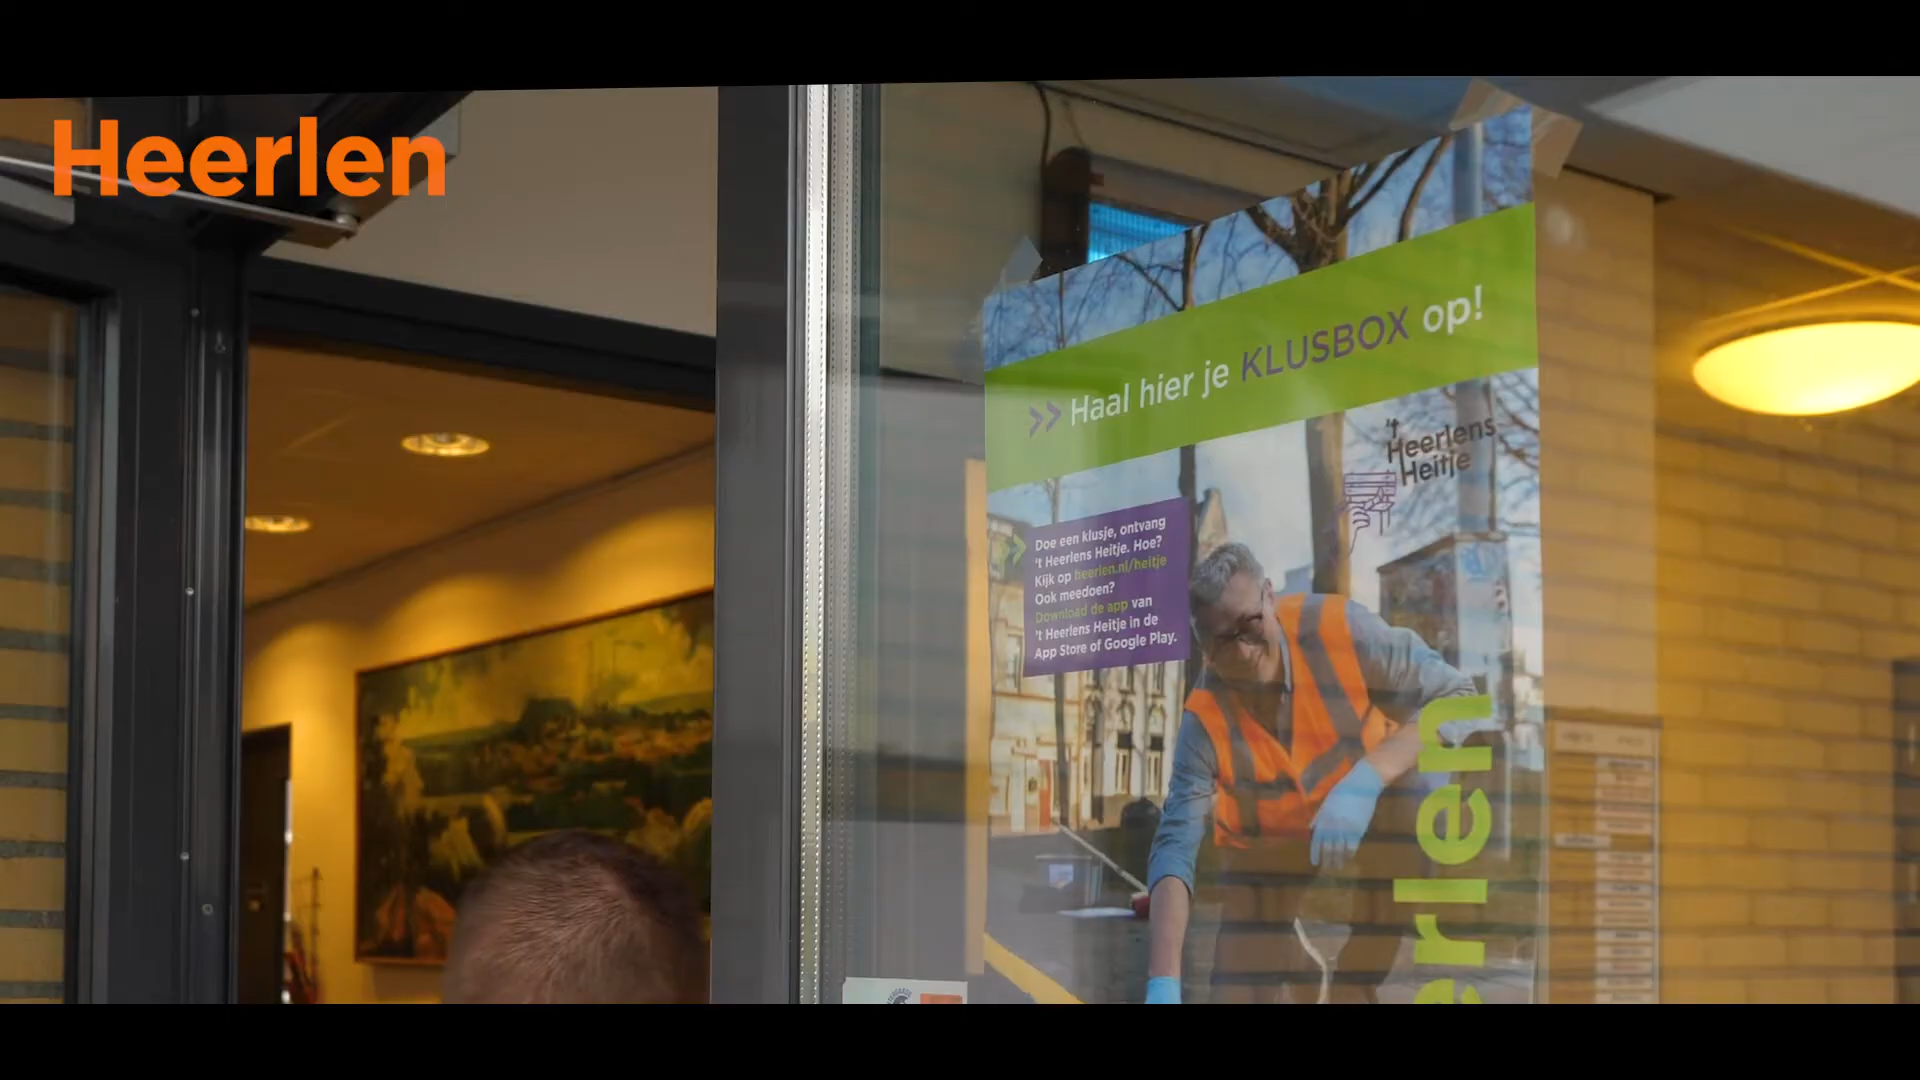 Heerlen
>> Haal hier je KLUSBOX op!
't
Heerlens
Heitje
Doe een klusje, ontvang
't Heerlens Heitje. Hoe?
Kijk op heerlen.nl/heitje
Ook meedoen?
Download de app van
't Heerlens Heitje in de
App Store of Google Play.
erlen